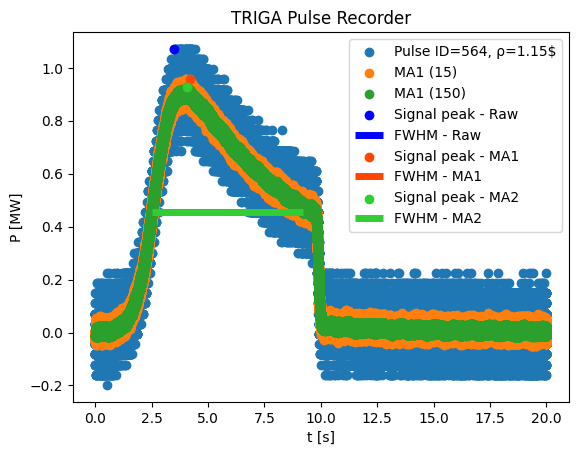 TRIGA Pulse Recorder
P [MW]
1.0
0.8
0.6
0.4
0.2
0.0
−0.2
Pulse ID=564, ρ=1.15$
MA1 (15)
MA1 (150)
Signal peak - Raw
FWHM - Raw
Signal peak - MA1
FWHM - MA1
Signal peak - MA2
FWHM - MA2
0.0 2.5 5.0 7.5 10.0 12.5 15.0 17.5 20.0
t [s]